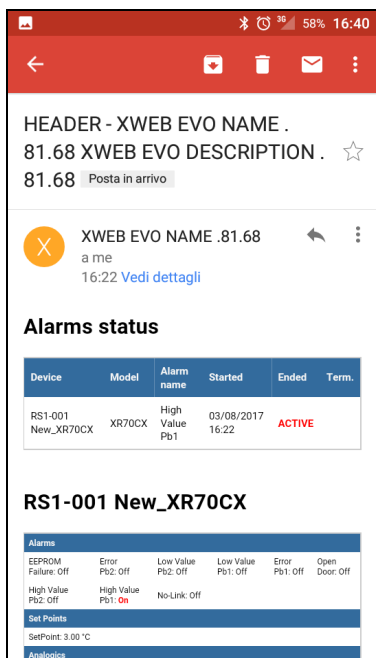 3G 58% 16:40
HEADER - XWEB EVO NAME .
81.68 XWEB EVO DESCRIPTION .
81.68 Posta in arrivo
X
XWEB EVO NAME .81.68
a me
16:22 Vedi dettagli
Alarms status
Device Model Alarm name Started Ended Term.
RS1-001 New_XR70CX XR70CX High Value Pb1 03/08/2017 16:22 ACTIVE
RS1-001 New_XR70CX
Alarms
EEPROM Failure: Off Error Pb2: Off Low Value Pb2: Off Low Value Pb1: Off Error Pb1: Off Open Door: Off
High Value Pb2: Off High Value Pb1: On No-Link: Off
Set Points
SetPoint: 3.00 °C
Analogics